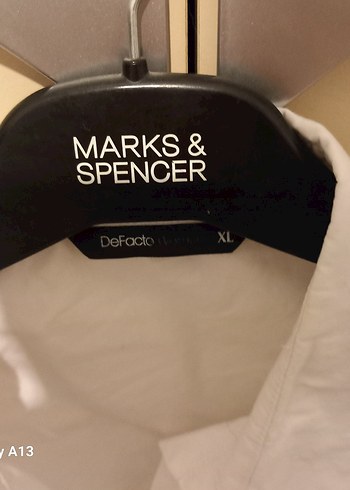 MARKS &
SPENCER
DeFacto
XL
y A13